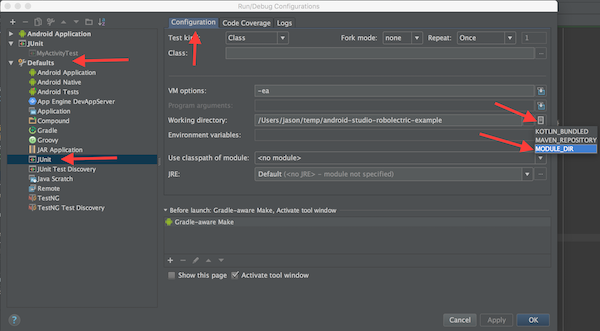 Run/Debug Configurations
Android Application
JUnit
MyActivityTest
Defaults
Android Application
Android Native
Android Tests
App Engine DevAppServer
Application
Compound
Gradle
Groovy
JAR Application
JUnit
JUnit Test Discovery
Java Scratch
Remote
TestNG
TestNG Test Discovery
Configuration Code Coverage Logs
Test kind: Class Fork mode: none Repeat: Once 1
Class:
VM options: -ea
Program arguments:
Working directory: /Users/jason/temp/android-studio-robolectric-example
Environment variables:
KOTLIN_BUNDLED
MAVEN_REPOSITORY
MODULE_DIR
Use classpath of module: <no module>
JRE: Default (<no JRE> - module not specified)
Before launch: Gradle-aware Make, Activate tool window
Gradle-aware Make
Show this page Activate tool window
? Cancel Apply OK